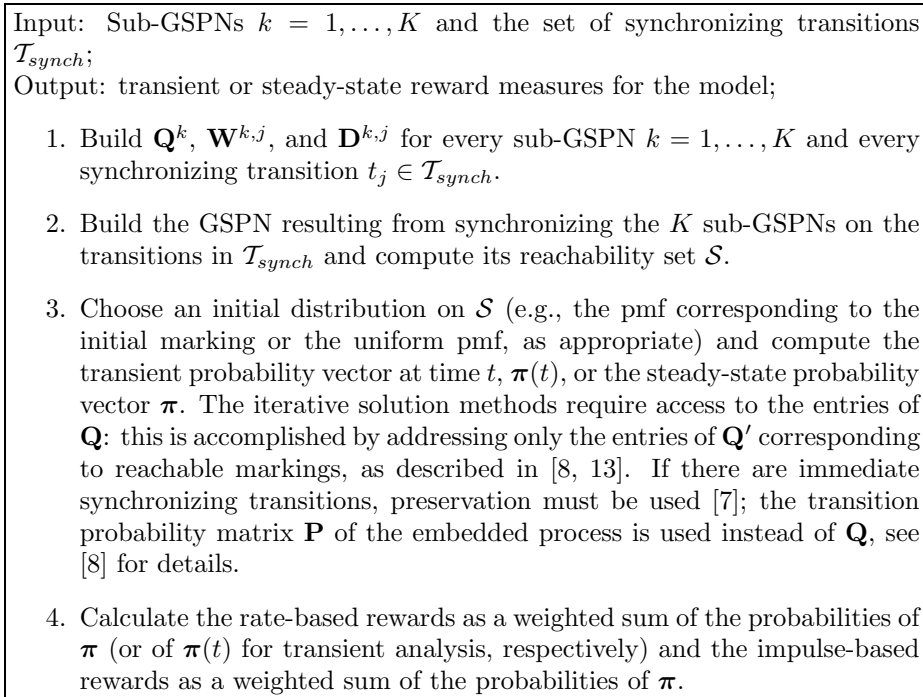 Input: Sub-GSPNs k = 1, . . . , K and the set of synchronizing transitions
𝒯_synch;
Output: transient or steady-state reward measures for the model;
1. Build Q^k, W^{k,j}, and D^{k,j} for every sub-GSPN k = 1, . . . , K and every
synchronizing transition t_j ∈ 𝒯_synch.
2. Build the GSPN resulting from synchronizing the K sub-GSPNs on the
transitions in 𝒯_synch and compute its reachability set 𝒮.
3. Choose an initial distribution on 𝒮 (e.g., the pmf corresponding to the
initial marking or the uniform pmf, as appropriate) and compute the
transient probability vector at time t, π(t), or the steady-state probability
vector π. The iterative solution methods require access to the entries of
Q: this is accomplished by addressing only the entries of Q′ corresponding
to reachable markings, as described in [8, 13]. If there are immediate
synchronizing transitions, preservation must be used [7]; the transition
probability matrix P of the embedded process is used instead of Q, see
[8] for details.
4. Calculate the rate-based rewards as a weighted sum of the probabilities of
π (or of π(t) for transient analysis, respectively) and the impulse-based
rewards as a weighted sum of the probabilities of π.